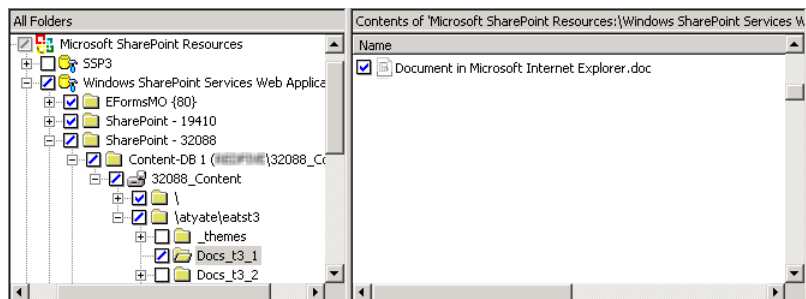 All Folders
Contents of 'Microsoft SharePoint Resources:\Windows SharePoint Services W
Name
Microsoft SharePoint Resources
SSP3
Windows SharePoint Services Web Applica
EFormsMO {80}
SharePoint - 19410
SharePoint - 32088
Content-DB 1 ( \32088_Co
32088_Content
\
\atyate\eatst3
_themes
Docs_t3_1
Docs_t3_2
Document in Microsoft Internet Explorer.doc